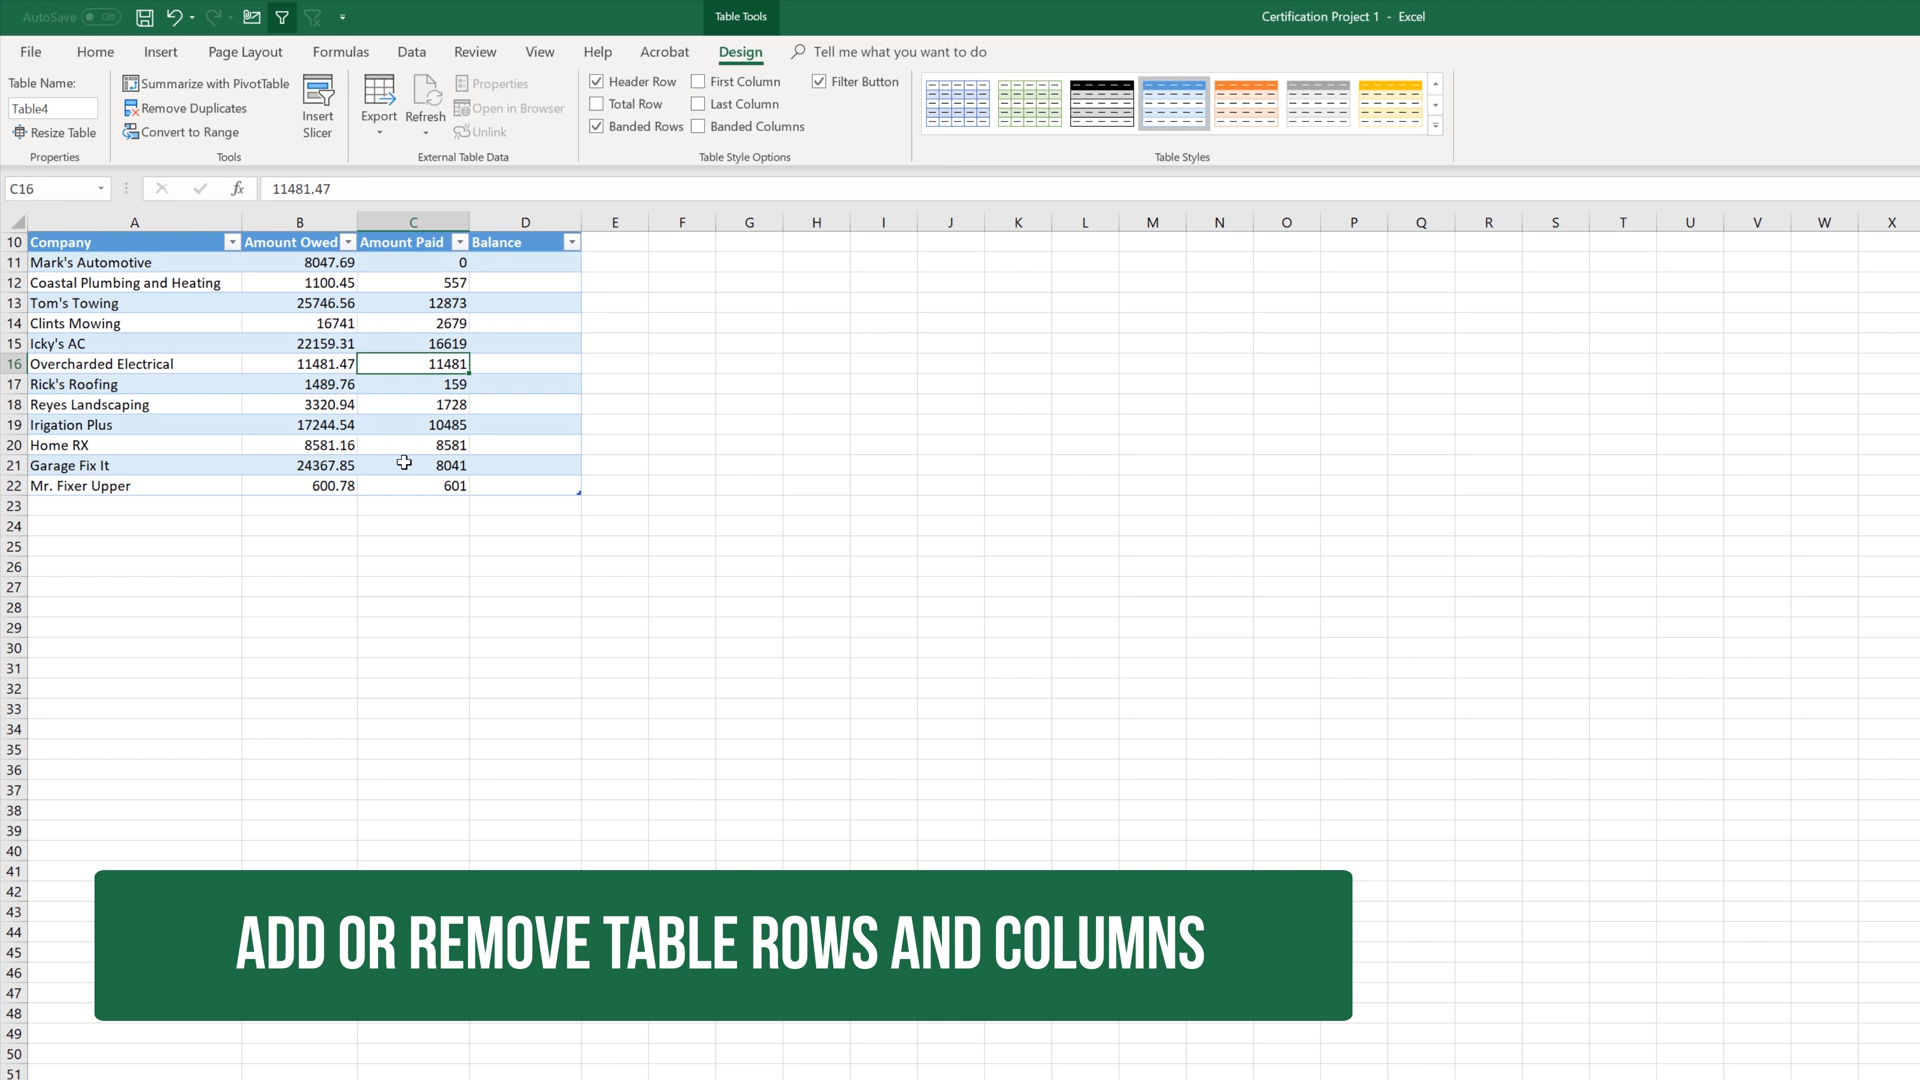 AutoSave Off
Table Tools
Certification Project 1 - Excel
File Home Insert Page Layout Formulas Data Review View Help Acrobat Design Tell me what you want to do
Table Name:
Table4
Resize Table
Properties
Summarize with PivotTable
Remove Duplicates
Convert to Range
Insert
Slicer
Tools
Export
Refresh
Properties
Open in Browser
Unlink
External Table Data
Header Row First Column Filter Button
Total Row Last Column
Banded Rows Banded Columns
Table Style Options
Table Styles
C16 fx 11481.47
A B C D E F G H I J K L M N O P Q R S T U V W X
10 Company Amount Owed Amount Paid Balance
11 Mark's Automotive 8047.69 0
12 Coastal Plumbing and Heating 1100.45 557
13 Tom's Towing 25746.56 12873
14 Clints Mowing 16741 2679
15 Icky's AC 22159.31 16619
16 Overcharded Electrical 11481.47 11481
17 Rick's Roofing 1489.76 159
18 Reyes Landscaping 3320.94 1728
19 Irigation Plus 17244.54 10485
20 Home RX 8581.16 8581
21 Garage Fix It 24367.85 8041
22 Mr. Fixer Upper 600.78 601
23
24
25
26
27
28
29
30
31
32
33
34
35
36
37
38
39
40
41
42
43
44
45
46
47
48
49
50
51
ADD OR REMOVE TABLE ROWS AND COLUMNS